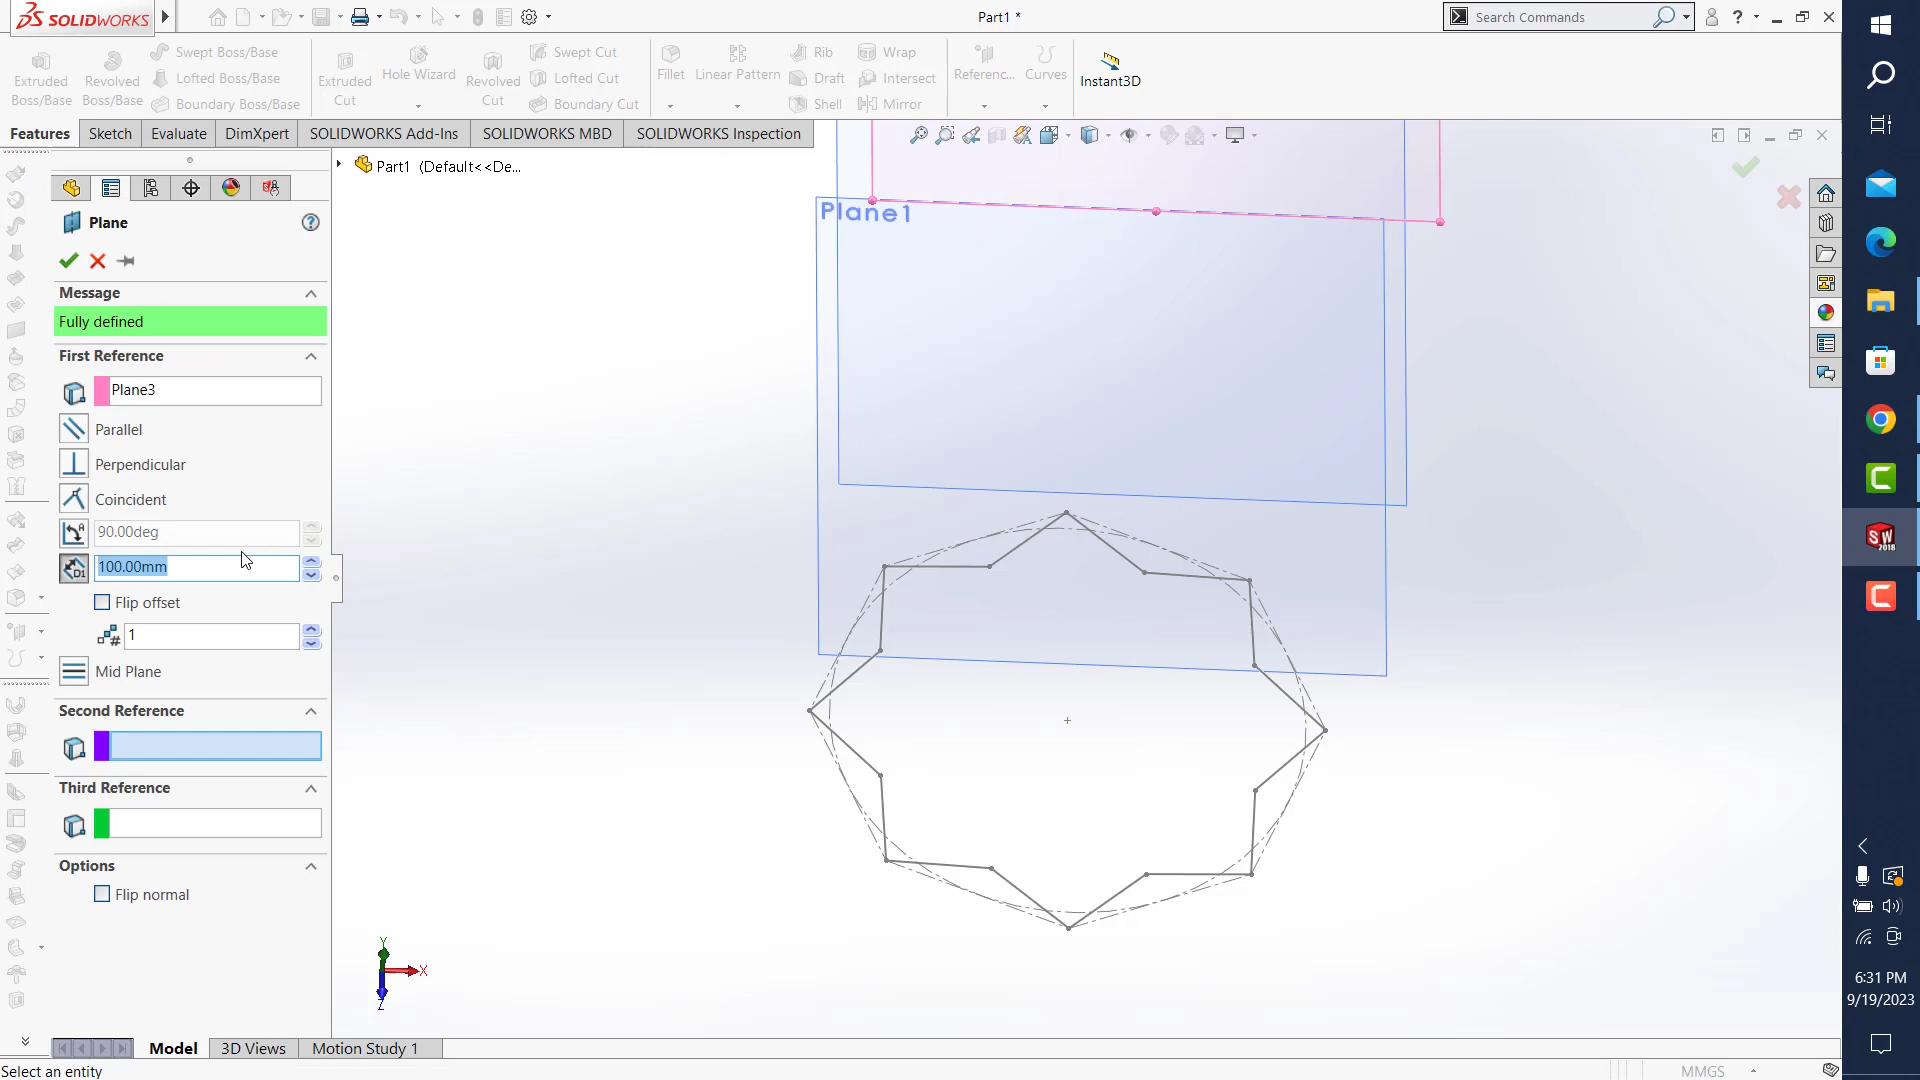 SOLIDWORKS
Part1 *
Search Commands
Extruded Boss/Base
Revolved Boss/Base
Swept Boss/Base
Lofted Boss/Base
Boundary Boss/Base
Extruded Cut
Hole Wizard
Revolved Cut
Swept Cut
Lofted Cut
Boundary Cut
Fillet
Linear Pattern
Rib
Draft
Shell
Wrap
Intersect
Mirror
Referenc...
Curves
Instant3D
Features
Sketch
Evaluate
DimXpert
SOLIDWORKS Add-Ins
SOLIDWORKS MBD
SOLIDWORKS Inspection
Part1 (Default<<De...
Plane
Message
Fully defined
First Reference
Plane3
Parallel
Perpendicular
Coincident
90.00deg
100.00mm
Flip offset
1
Mid Plane
Second Reference
Third Reference
Options
Flip normal
Plane1
Y
X
Z
SW
2018
6:31 PM
9/19/2023
Model
3D Views
Motion Study 1
Select an entity
MMGS